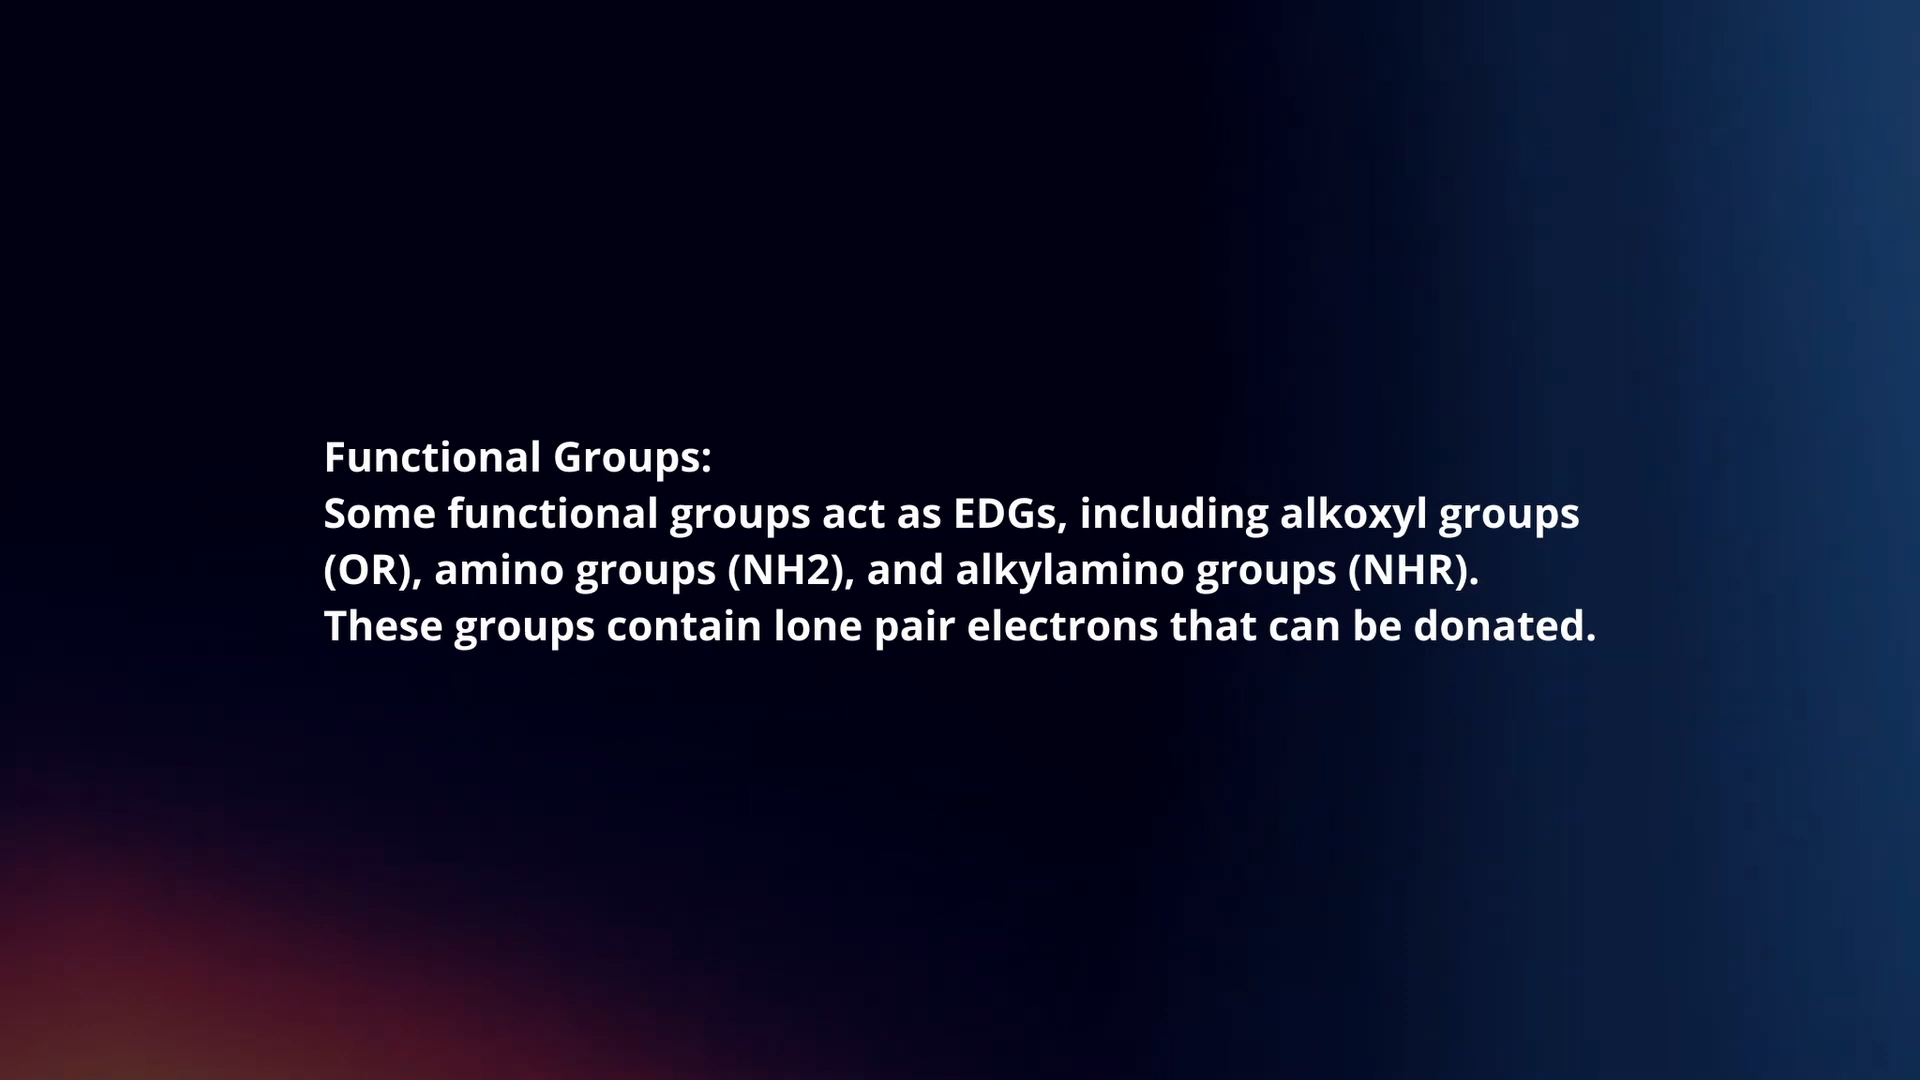 Functional Groups:
Some functional groups act as EDGs, including alkoxyl groups
(OR), amino groups (NH2), and alkylamino groups (NHR).
These groups contain lone pair electrons that can be donated.